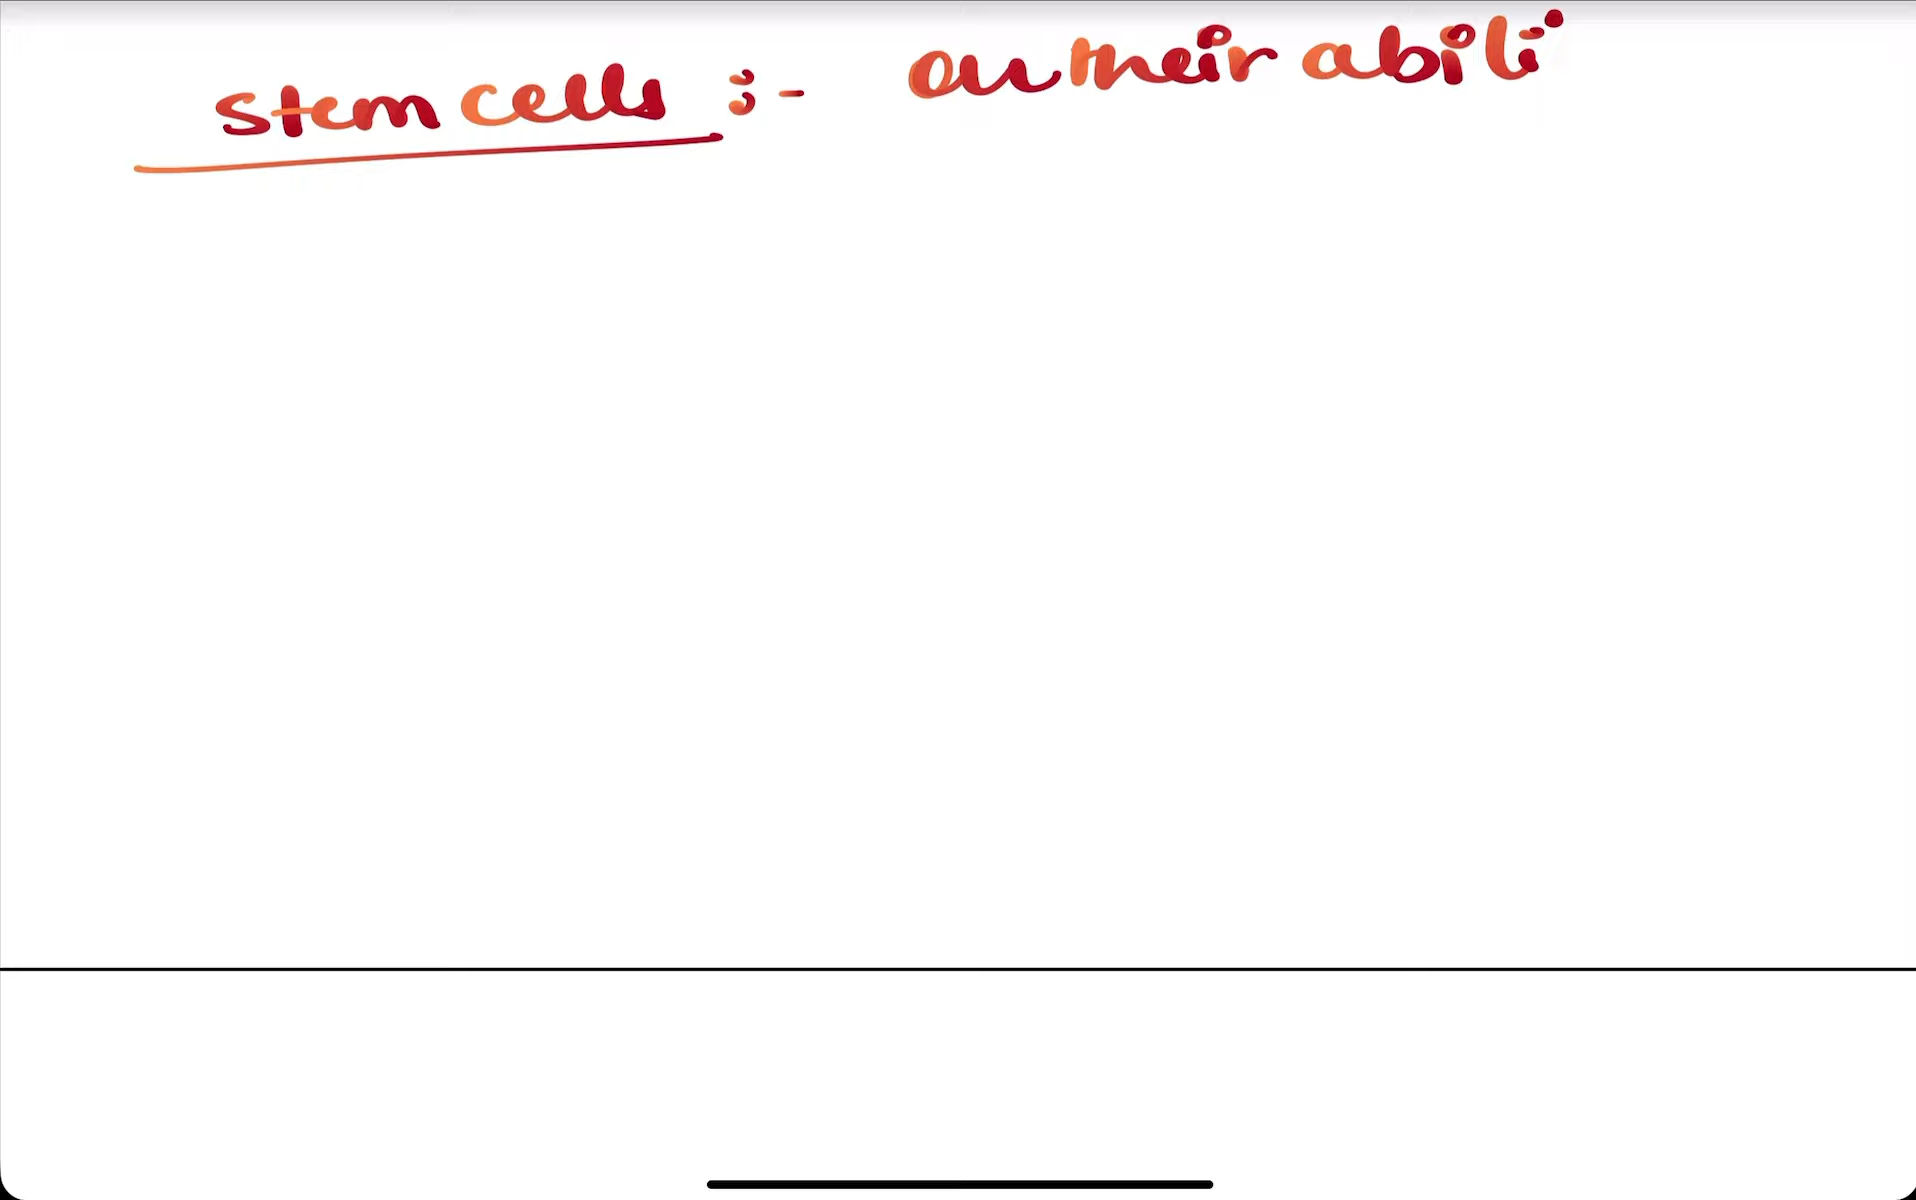 stem cells :- on their abili